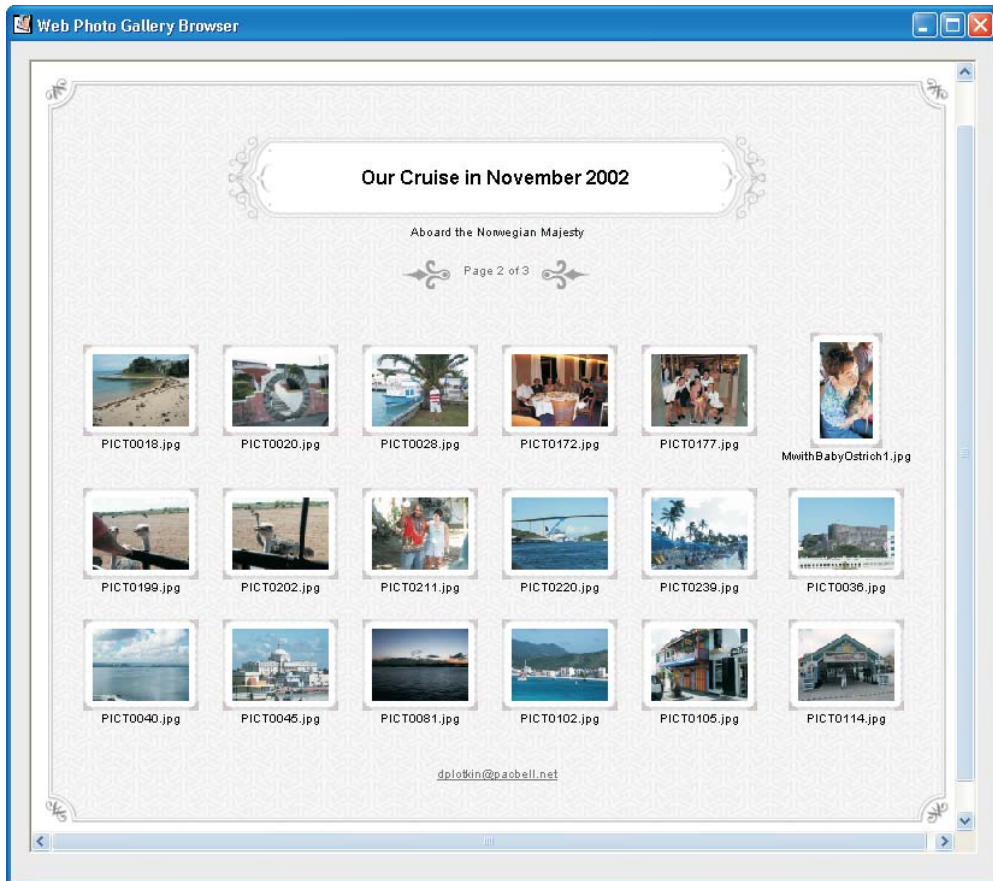 Web Photo Gallery Browser
Our Cruise in November 2002
Aboard the Norwegian Majesty
Page 2 of 3
PICT0018.jpg PICT0020.jpg PICT0028.jpg PICT0172.jpg PICT0177.jpg MwithBabyOstrich1.jpg
PICT0199.jpg PICT0202.jpg PICT0211.jpg PICT0220.jpg PICT0239.jpg PICT0036.jpg
PICT0040.jpg PICT0045.jpg PICT0081.jpg PICT0102.jpg PICT0105.jpg PICT0114.jpg
dplotkin@pacbell.net